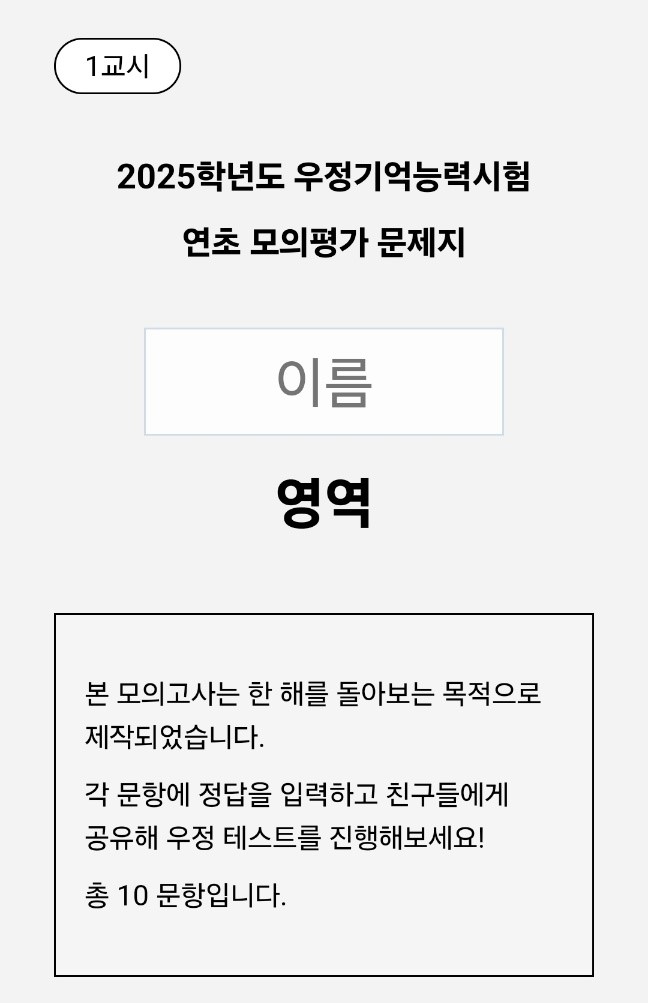 1교시
2025학년도 우정기억능력시험
연초 모의평가 문제지
이름
영역
본 모의고사는 한 해를 돌아보는 목적으로
제작되었습니다.
각 문항에 정답을 입력하고 친구들에게
공유해 우정 테스트를 진행해보세요!
총 10 문항입니다.